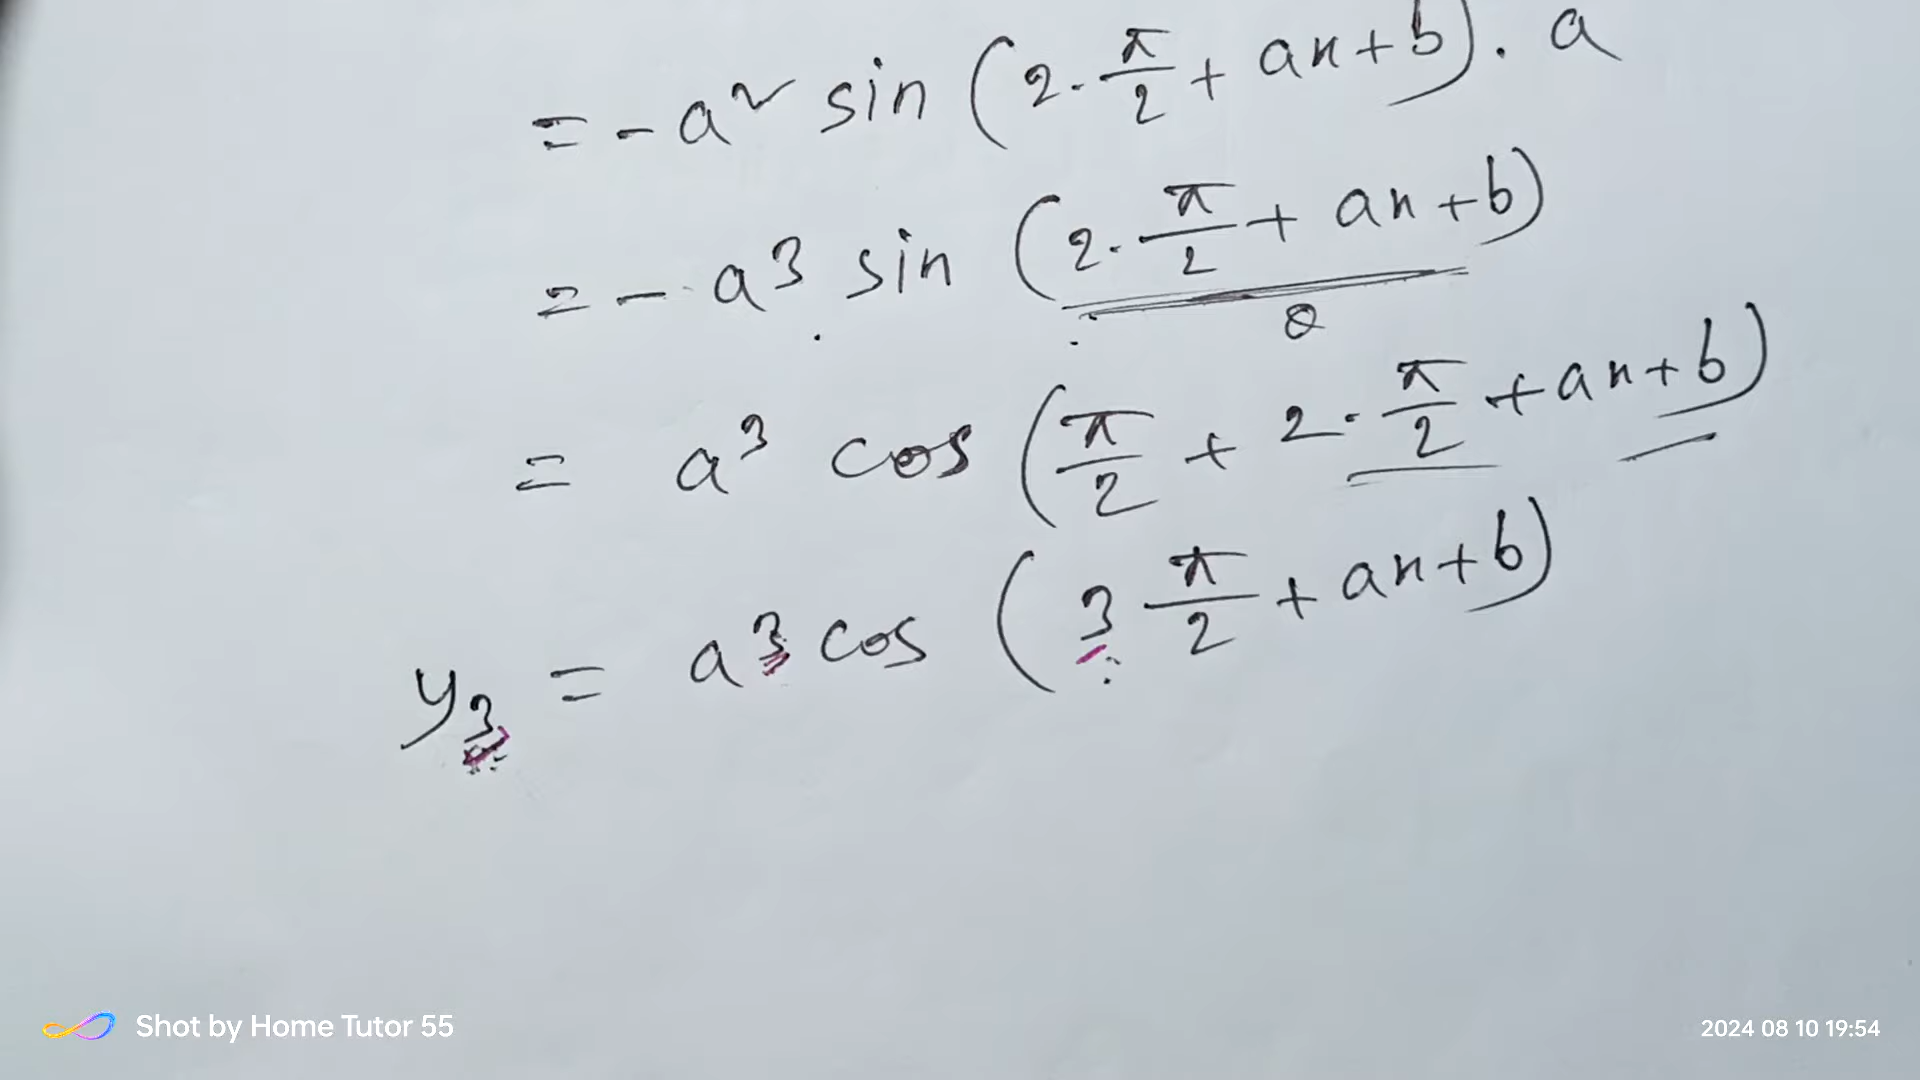 = - a² sin (2 · π/2 + ax + b) . a
= - a³ sin (2 · π/2 + ax + b)
θ
= a³ cos (π/2 + 2 · π/2 + ax + b)
y₃ = a³ cos (3 π/2 + ax + b)
Shot by Home Tutor 55
2024 08 10 19:54